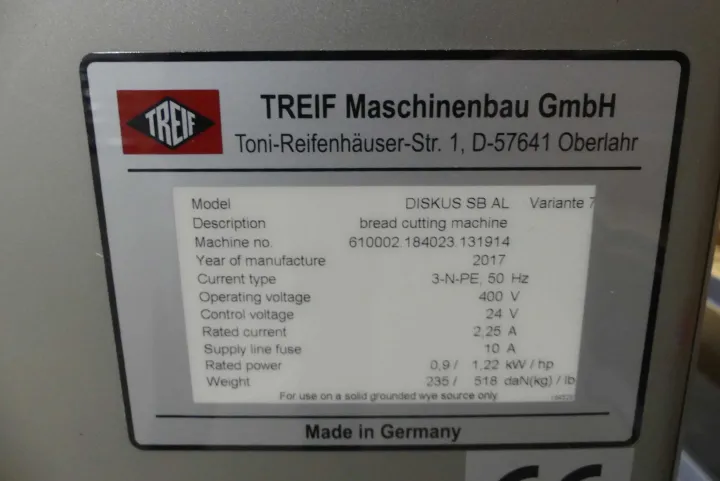 TREIF
TREIF Maschinenbau GmbH
Toni-Reifenhäuser-Str. 1, D-57641 Oberlahr
Model DISKUS SB AL Variante 7
Description bread cutting machine
Machine no. 610002.184023.131914
Year of manufacture 2017
Current type 3-N-PE, 50 Hz
Operating voltage 400 V
Control voltage 24 V
Rated current 2,25 A
Supply line fuse 10 A
Rated power 0,9 / 1,22 kW / hp
Weight 235 / 518 daN(kg) / lb
For use on a solid grounded wye source only
Made in Germany
CE